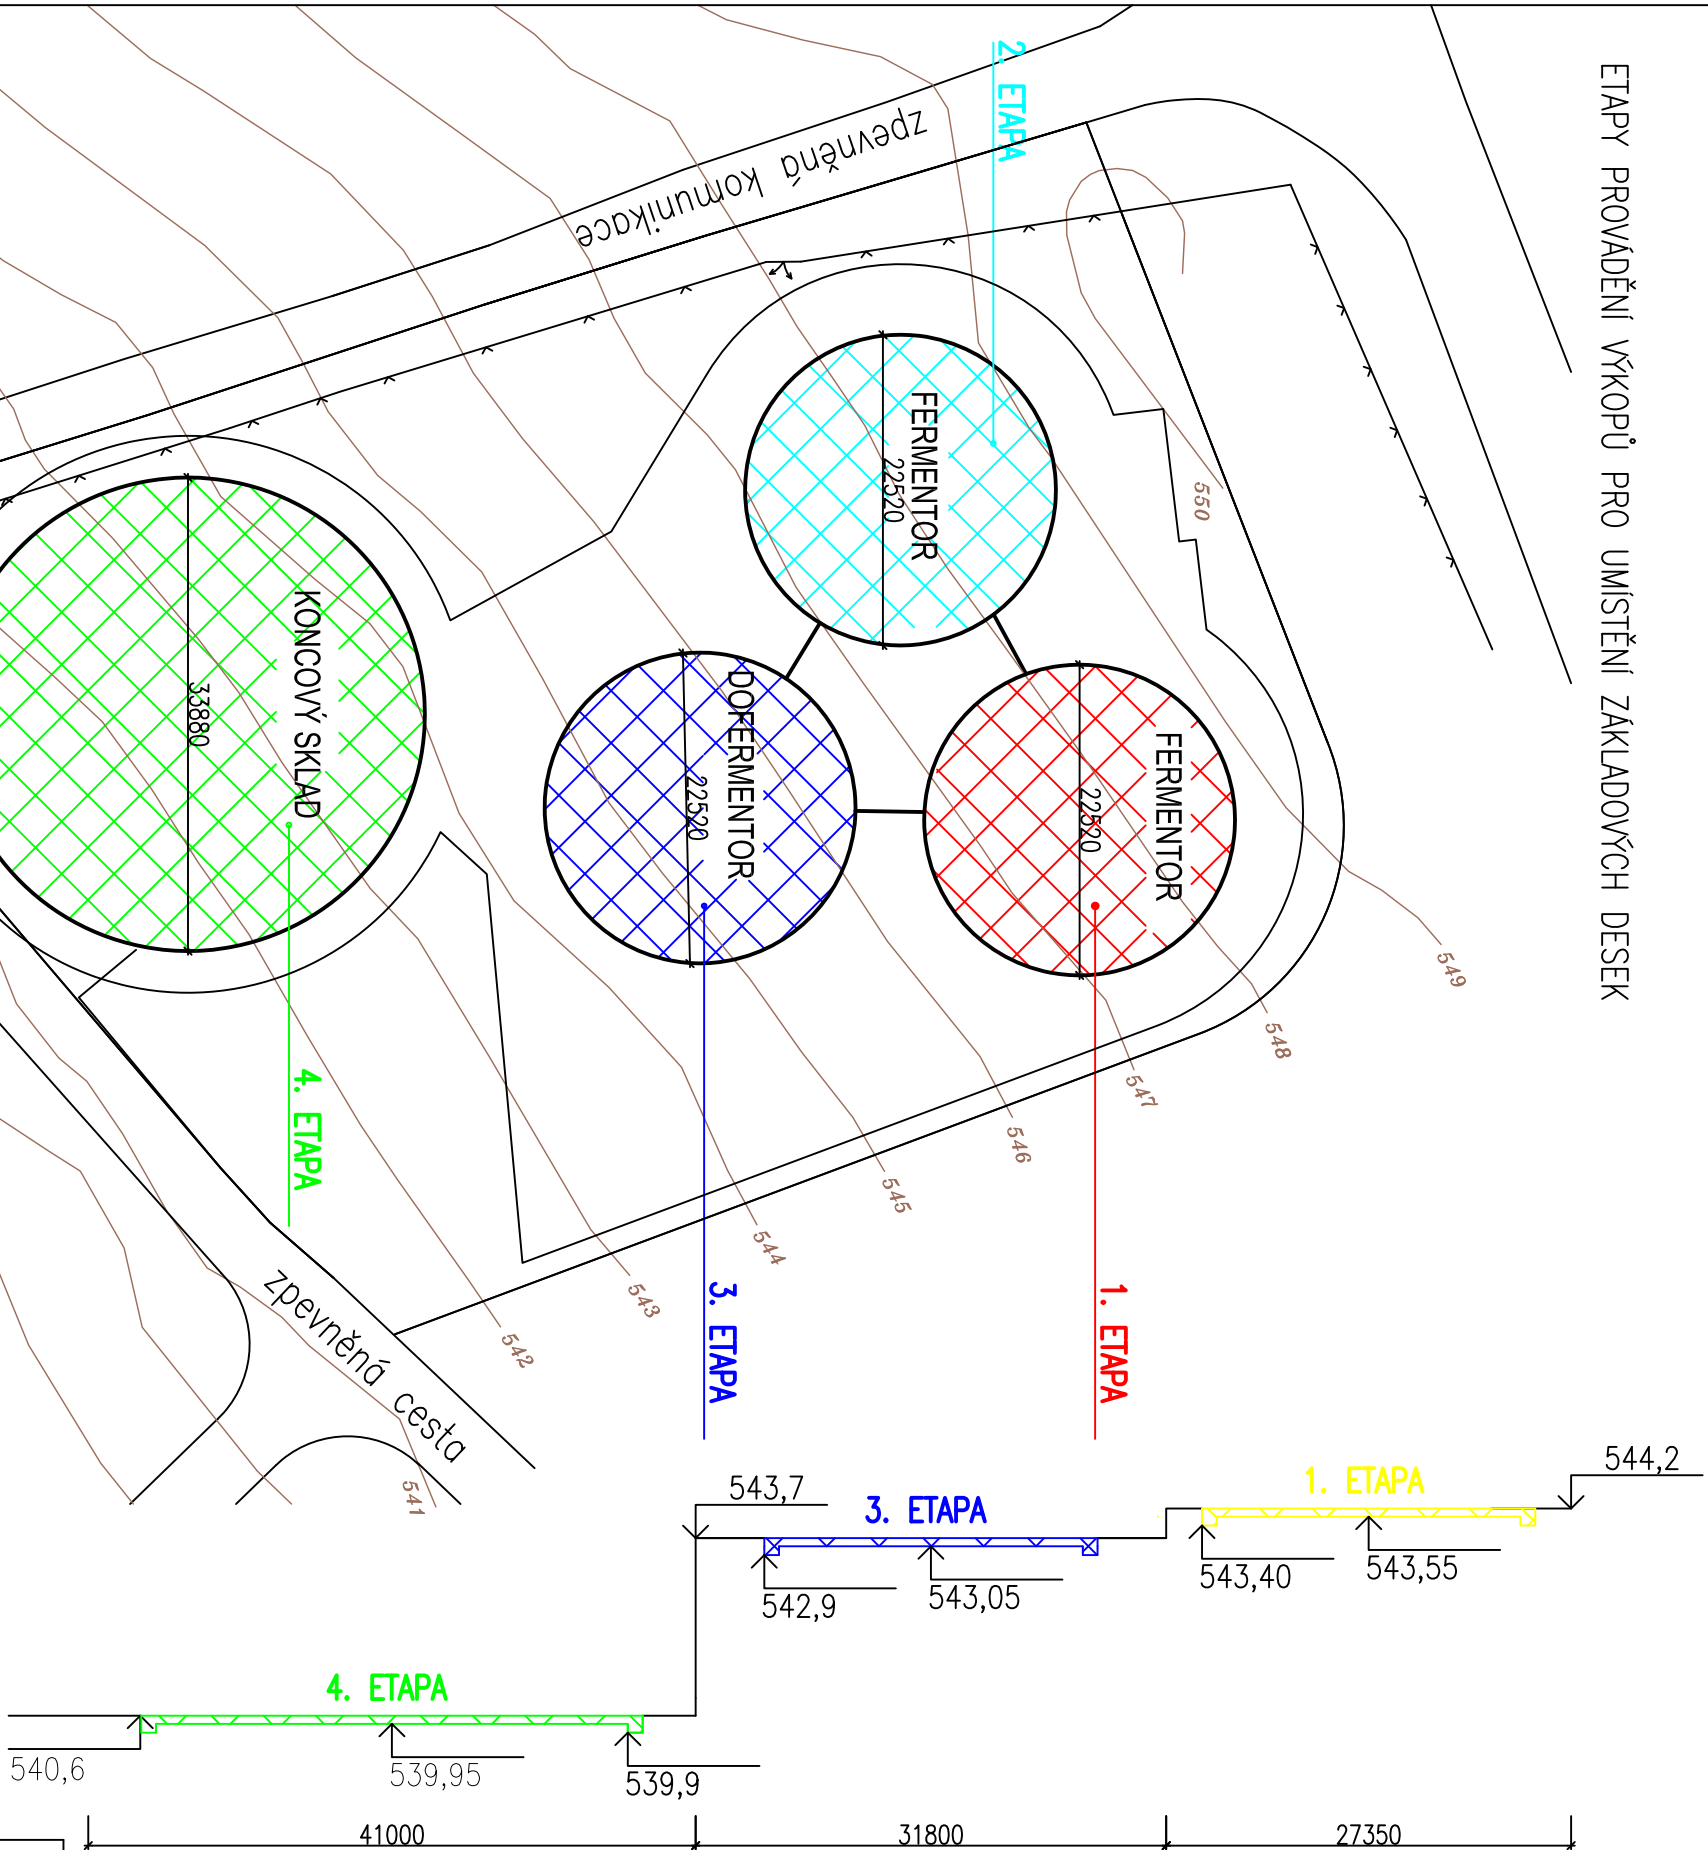 ETAPY PROVÁDĚNÍ VÝKOPŮ PRO UMÍSTĚNÍ ZÁKLADOVÝCH DESEK
2. ETAPA
zpevněná komunikace
FERMENTOR
22520
550
KONCOVÝ SKLAD
33880
DOFERMENTOR
22520
FERMENTOR
22520
549
548
547
546
545
544
543
542
541
4. ETAPA
3. ETAPA
1. ETAPA
zpevněná cesta
544,2
1. ETAPA
543,7
3. ETAPA
543,40
543,55
542,9
543,05
4. ETAPA
540,6
539,95
539,9
41000
31800
27350